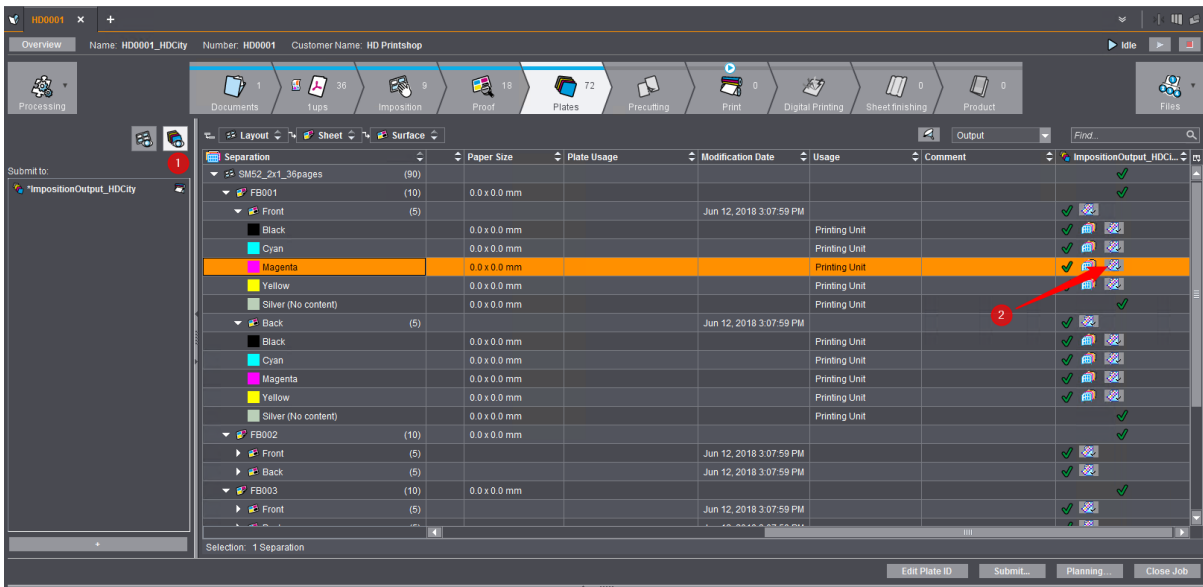 HD0001
Overview Name: HD0001_HDCity Number: HD0001 Customer Name: HD Printshop Idle
Processing
1 36 9 18 72 0 0 0
Documents 1ups Imposition Proof Plates Precutting Print Digital Printing Sheet finishing Product Files
Layout Sheet Surface Output Find...
1
Submit to:
*ImpositionOutput_HDCity
Separation Paper Size Plate Usage Modification Date Usage Comment ImpositionOutput_HDCi...
SM52_2x1_36pages (90)
FB001 (10) 0.0 x 0.0 mm
Front (5) Jun 12, 2018 3:07:59 PM
Black 0.0 x 0.0 mm Printing Unit
Cyan 0.0 x 0.0 mm Printing Unit
Magenta 0.0 x 0.0 mm Printing Unit
Yellow 0.0 x 0.0 mm Printing Unit
Silver (No content) 0.0 x 0.0 mm Printing Unit
2
Back (5) Jun 12, 2018 3:07:59 PM
Black 0.0 x 0.0 mm Printing Unit
Cyan 0.0 x 0.0 mm Printing Unit
Magenta 0.0 x 0.0 mm Printing Unit
Yellow 0.0 x 0.0 mm Printing Unit
Silver (No content) 0.0 x 0.0 mm Printing Unit
FB002 (10) 0.0 x 0.0 mm
Front (5) Jun 12, 2018 3:07:59 PM
Back (5) Jun 12, 2018 3:07:59 PM
FB003 (10) 0.0 x 0.0 mm
Front (5) Jun 12, 2018 3:07:59 PM
Selection: 1 Separation
Edit Plate ID Submit... Planning... Close Job